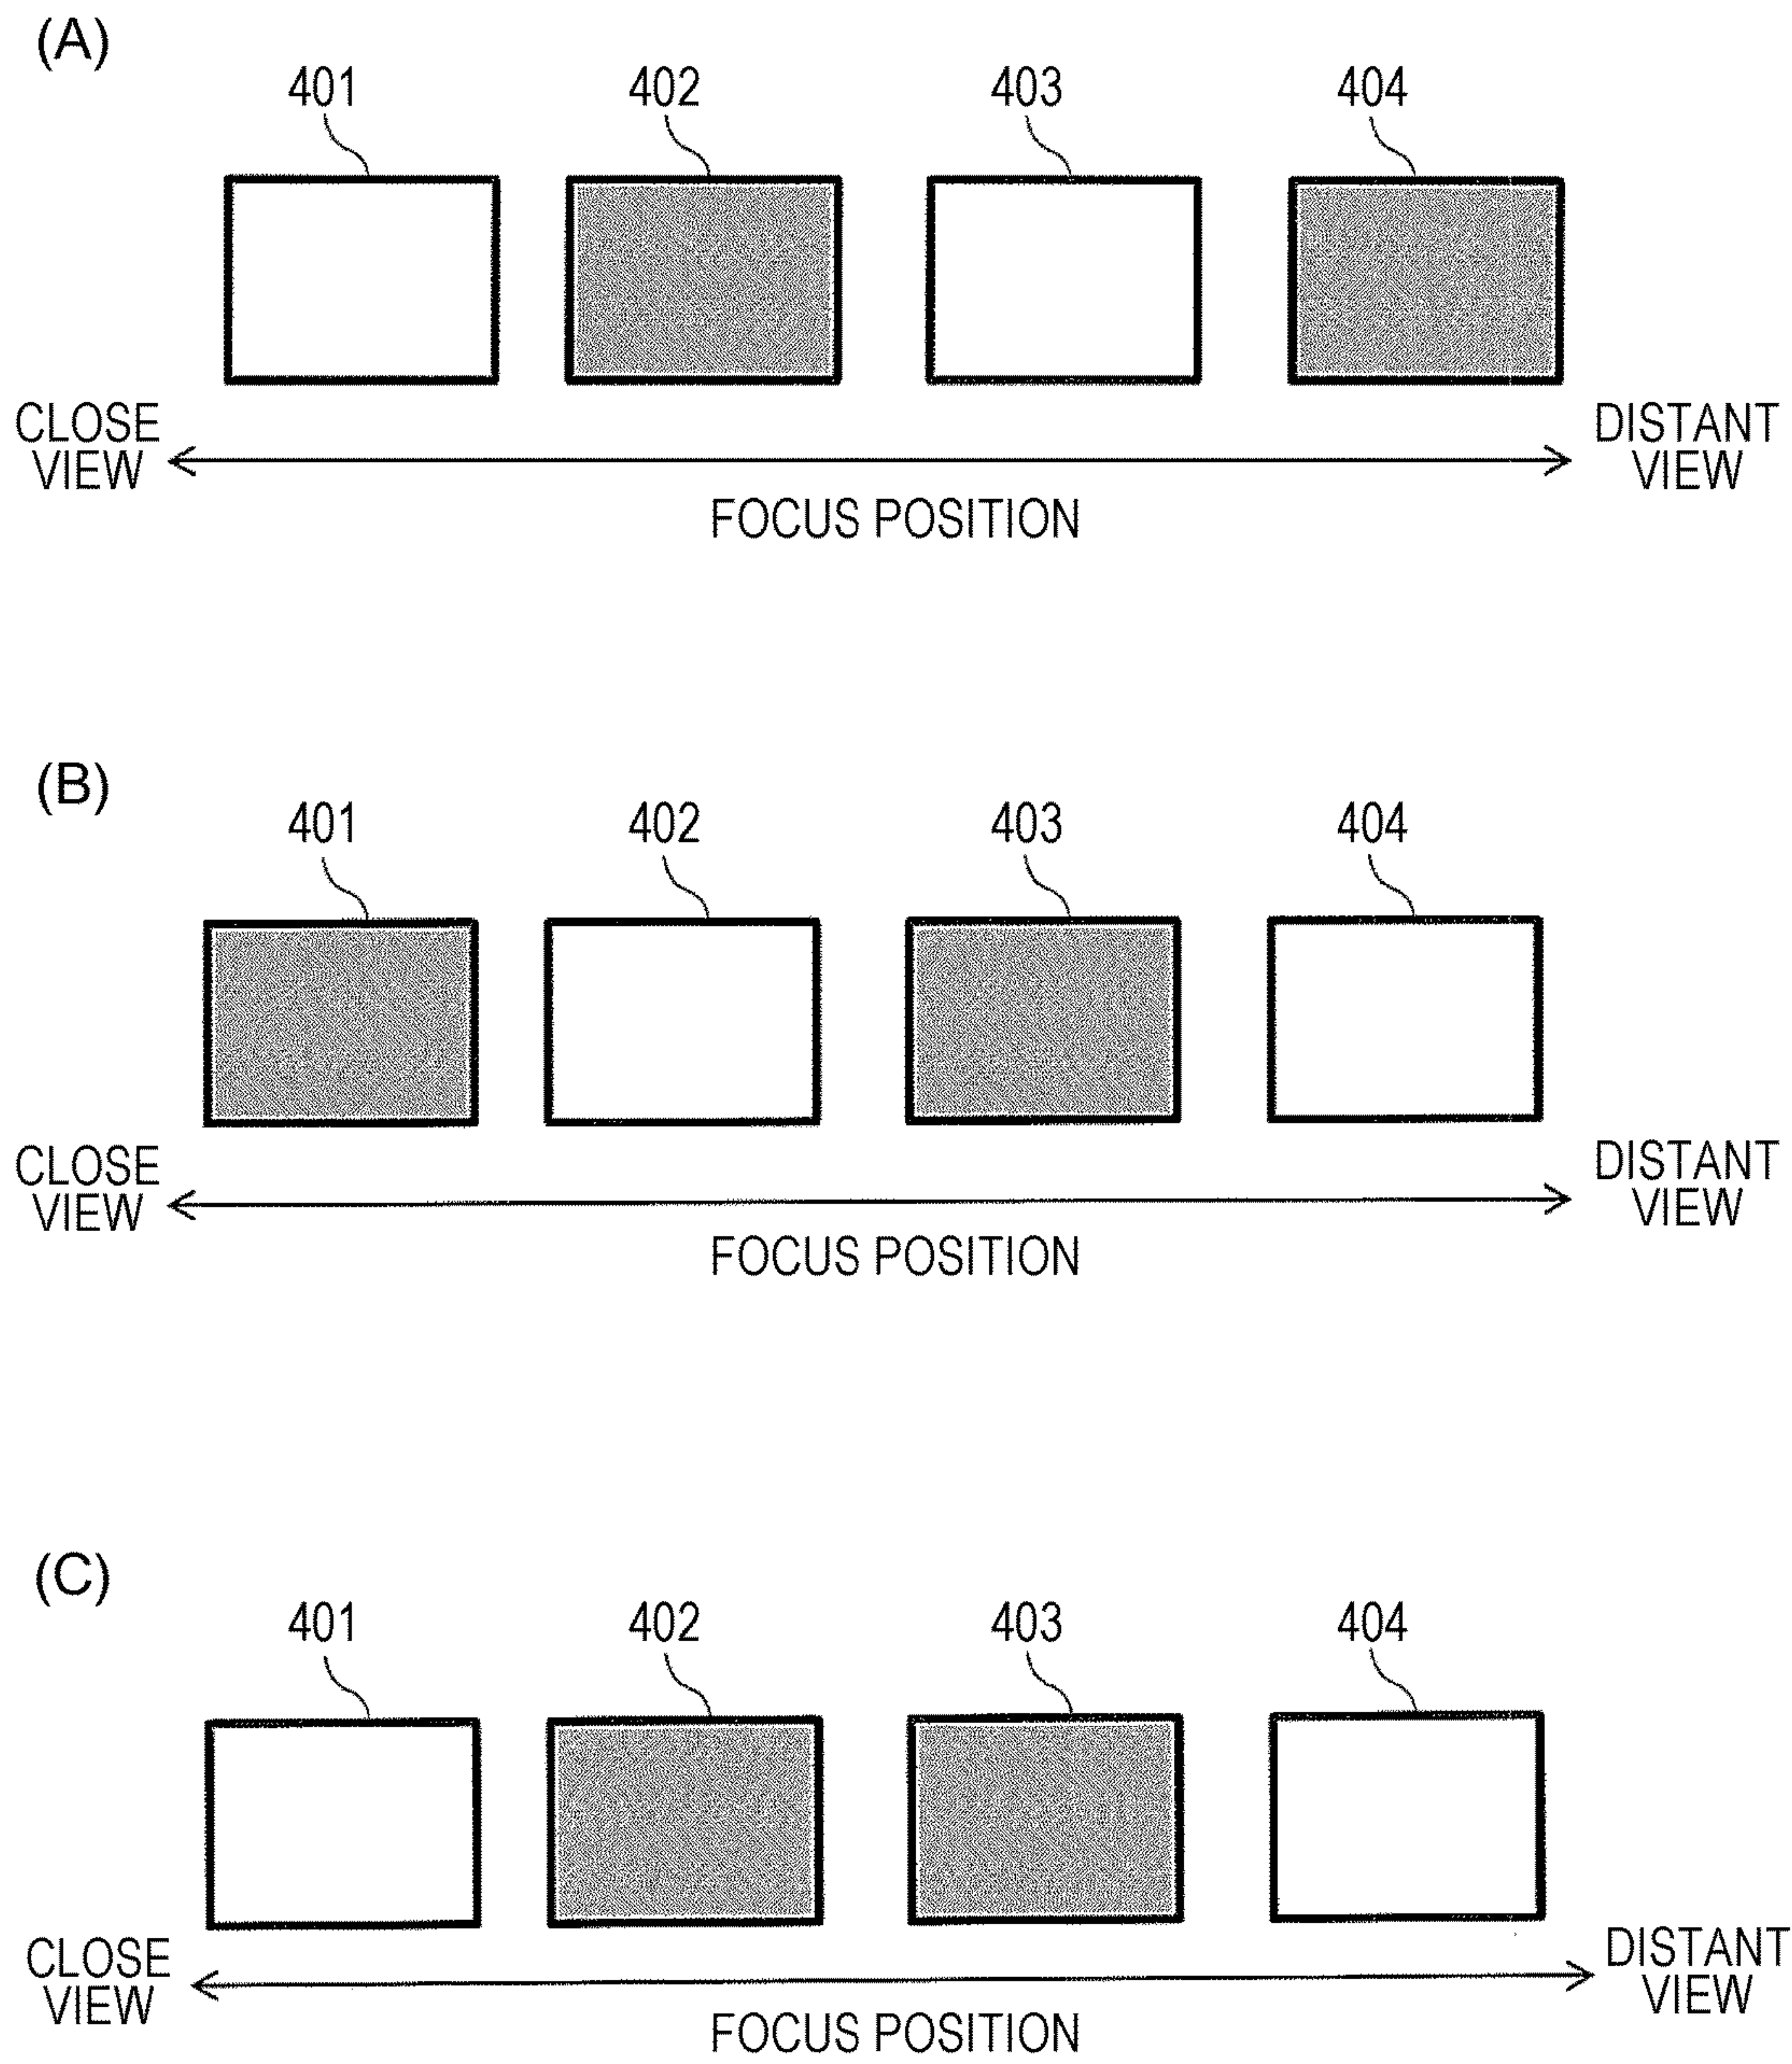 (A)
401 402 403 404
CLOSE VIEW
DISTANT VIEW
FOCUS POSITION
(B)
401 402 403 404
CLOSE VIEW
DISTANT VIEW
FOCUS POSITION
(C)
401 402 403 404
CLOSE VIEW
DISTANT VIEW
FOCUS POSITION